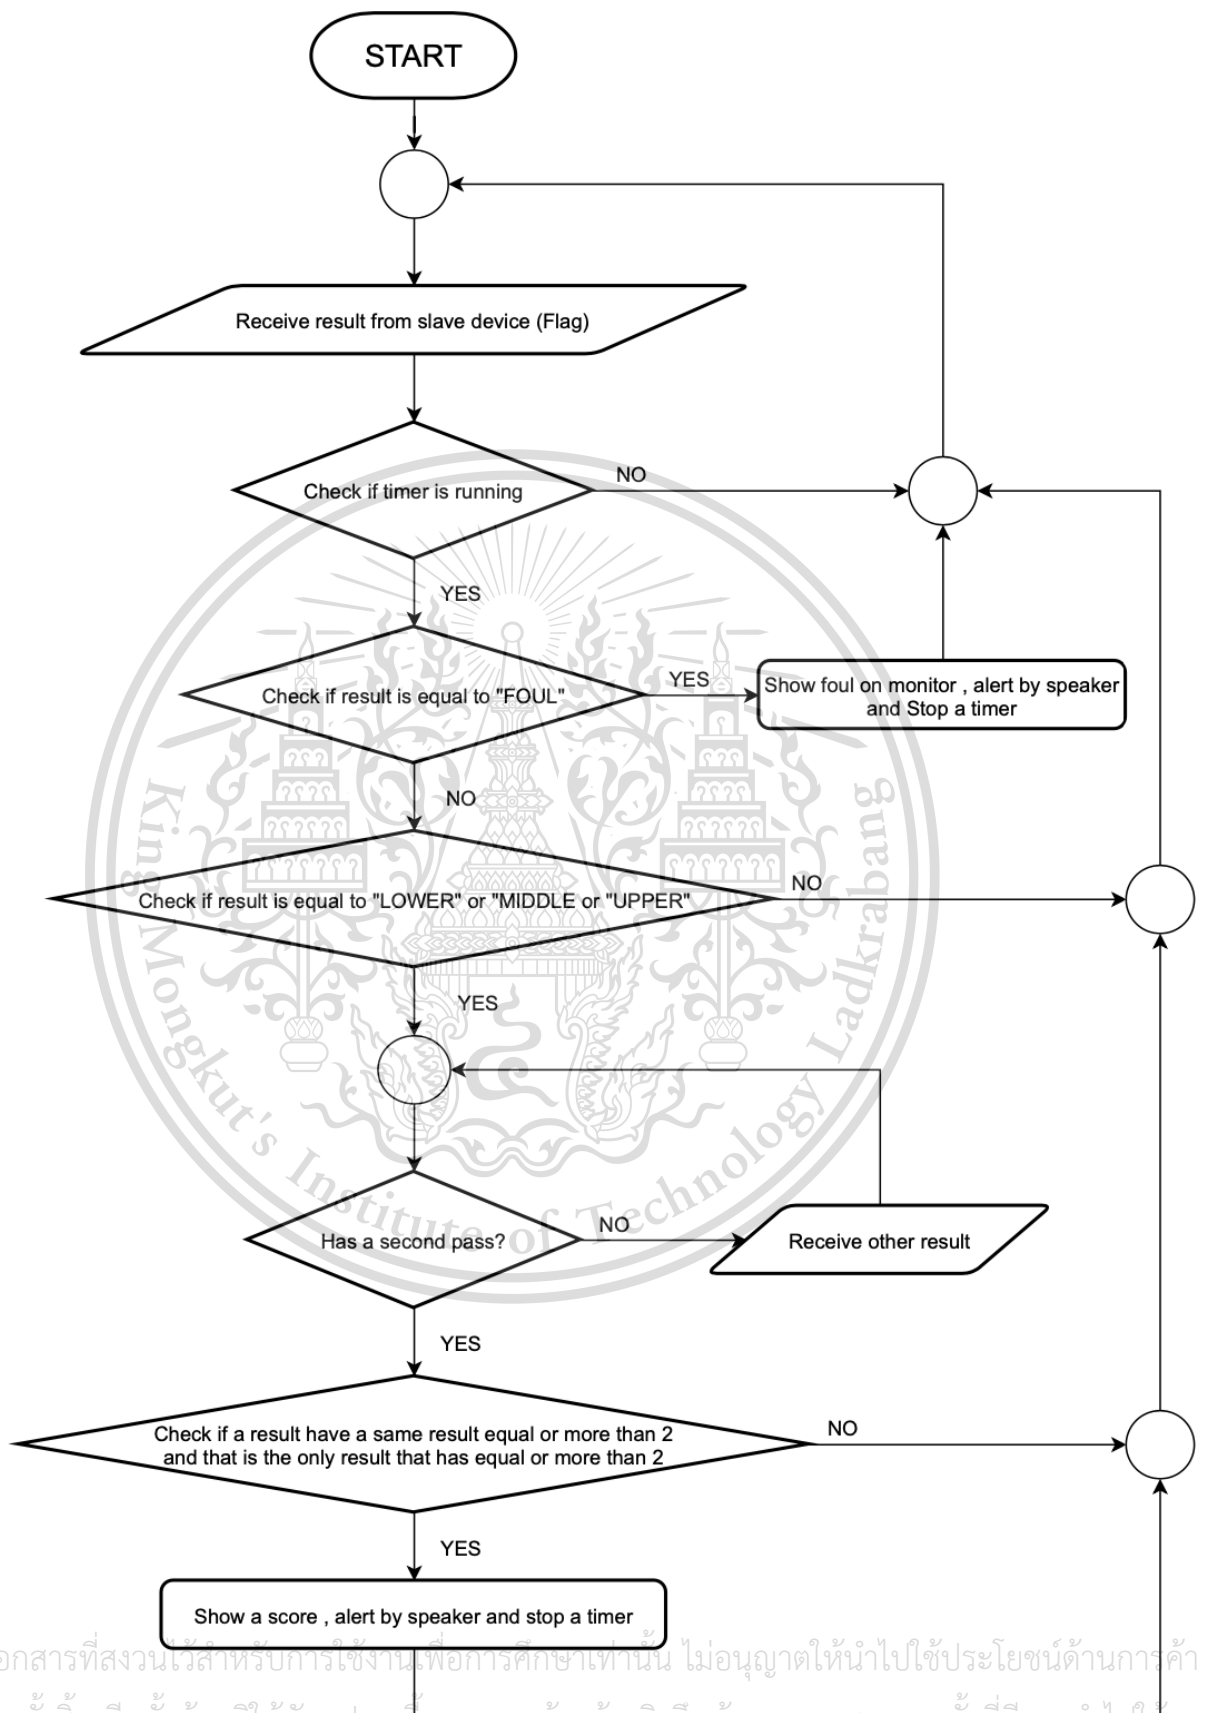 START
Receive result from slave device (Flag)
Check if timer is running
NO
YES
Check if result is equal to "FOUL"
YES
Show foul on monitor , alert by speaker
and Stop a timer
NO
Check if result is equal to "LOWER" or "MIDDLE or "UPPER"
NO
YES
Has a second pass?
NO
Receive other result
YES
Check if a result have a same result equal or more than 2
and that is the only result that has equal or more than 2
NO
YES
Show a score , alert by speaker and stop a timer
King Mongkut's Institute of Technology Ladkrabang
อกสารที่สงวนไว้สำหรับการใช้งานเพื่อการศึกษาเท่านั้น ไม่อนุญาตให้นำไปใช้ประโยชน์ด้านการค้า